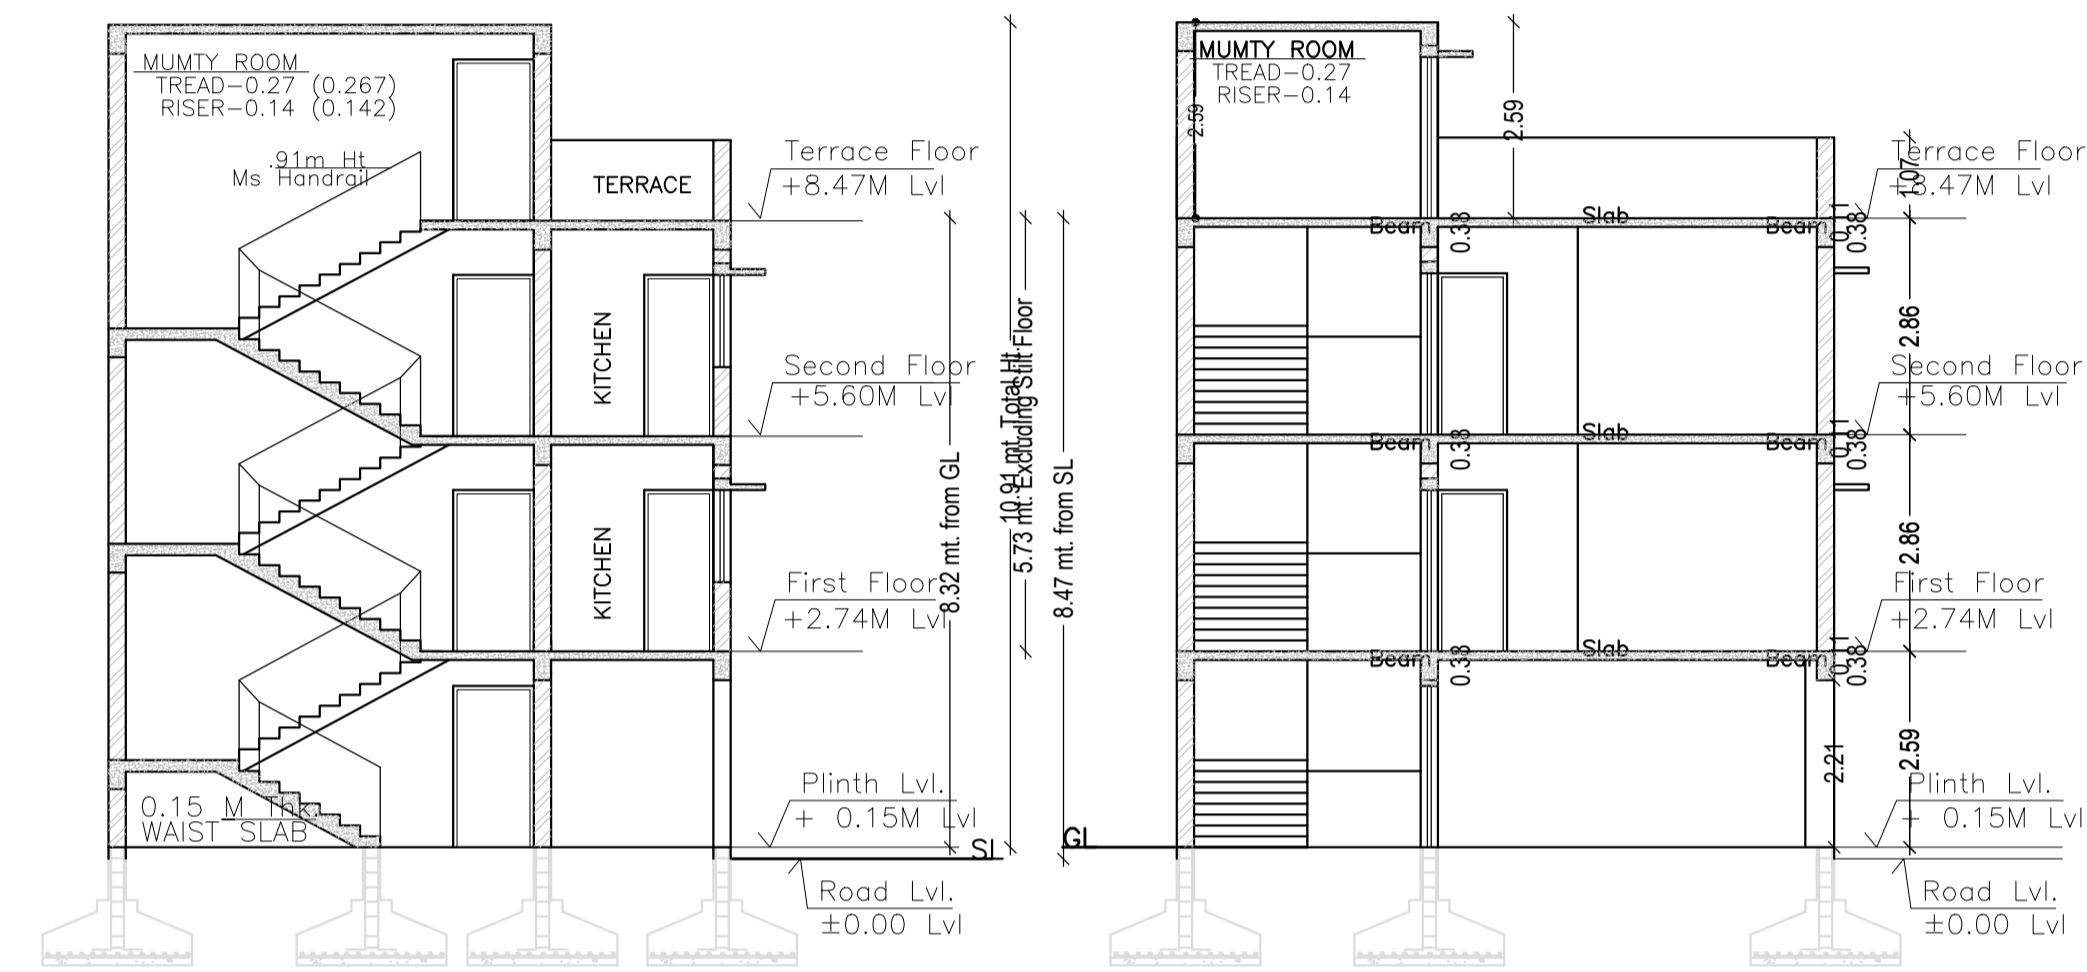 MUMTY ROOM
TREAD-0.27 (0.267)
RISER-0.14 (0.142)
.91m Ht
Ms Handrail
TERRACE
Terrace Floor
+8.47M Lvl
KITCHEN
Second Floor
+5.60M Lvl
KITCHEN
First Floor
+2.74M Lvl
0.15 M Thk.
WAIST SLAB
Plinth Lvl.
+ 0.15M Lvl
Road Lvl.
±0.00 Lvl
8.32 mt. from GL
10.91 mt. Total Ht.
5.73 mt. Excluding Stilt Floor
8.47 mt. from SL
GL
MUMTY ROOM
TREAD-0.27
RISER-0.14
2.59
2.59
1.07
Terrace Floor
+8.47M Lvl
Beam
0.38
Slab
Beam
0.38
2.86
Second Floor
+5.60M Lvl
Beam
0.38
Slab
Beam
0.38
2.86
First Floor
+2.74M Lvl
Beam
0.38
Slab
Beam
0.38
2.21
2.59
Plinth Lvl.
+ 0.15M Lvl
Road Lvl.
±0.00 Lvl